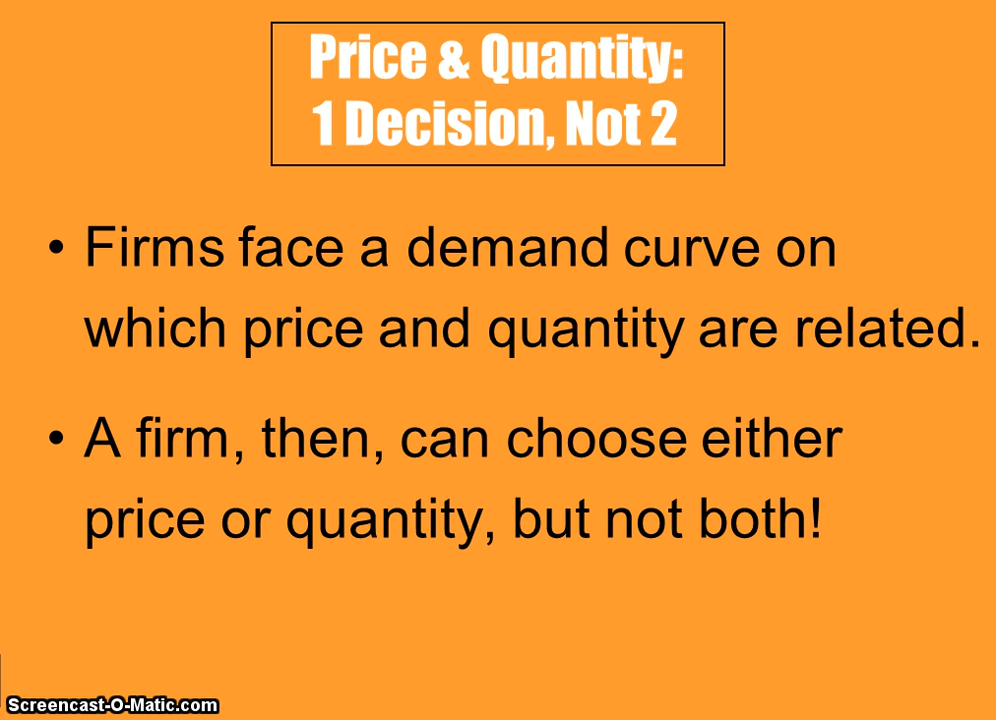 Price & Quantity:
1 Decision, Not 2
• Firms face a demand curve on
which price and quantity are related.
• A firm, then, can choose either
price or quantity, but not both!
Screencast-O-Matic.com